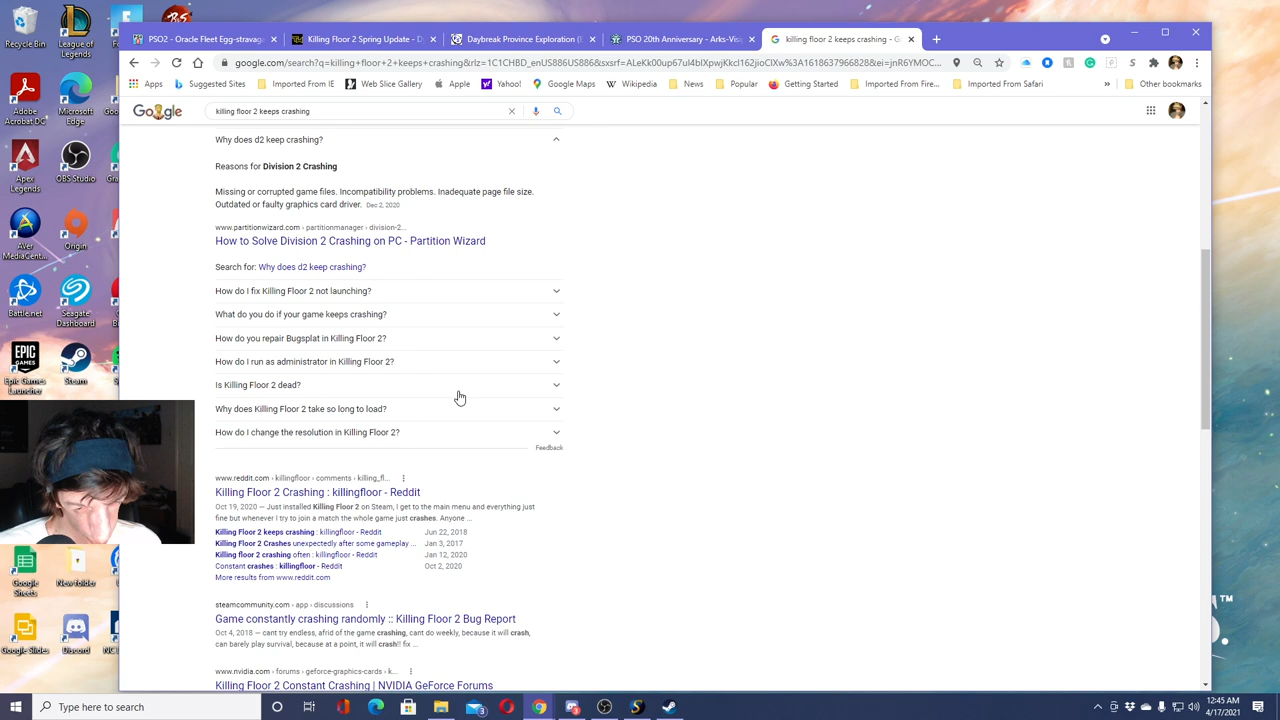 Recycle Bin
League of Legends
PSO2 - Oracle Fleet Egg-stravag
Killing Floor 2 Spring Update - D
Daybreak Province Exploration (E
PSO 20th Anniversary - Arks-Visa
killing floor 2 keeps crashing - G
google.com/search?q=killing+floor+2+keeps+crashing&rlz=1C1CHBD_enUS886US886&sxsrf=ALeKk00up67ul4bIXpwjKkcI162jioClXw%3A1618637966828&ei=jnR6YMOC...
Apps
Suggested Sites
Imported From IE
Web Slice Gallery
Apple
Yahoo!
Google Maps
Wikipedia
News
Popular
Getting Started
Imported From Fire...
Imported From Safari
»
Other bookmarks
killing floor 2 keeps crashing
Adobe Acrobat DC
Microsoft Edge
Apex Legends
OBS Studio
AVer MediaCent...
Origin
Battle.net
Seagate Dashboard
Epic Games Launcher
Steam
Why does d2 keep crashing?
Reasons for Division 2 Crashing
Missing or corrupted game files. Incompatibility problems. Inadequate page file size.
Outdated or faulty graphics card driver. Dec 2, 2020
www.partitionwizard.com › partitionmanager › division-2...
How to Solve Division 2 Crashing on PC - Partition Wizard
Search for: Why does d2 keep crashing?
How do I fix Killing Floor 2 not launching?
What do you do if your game keeps crashing?
How do you repair Bugsplat in Killing Floor 2?
How do I run as administrator in Killing Floor 2?
Is Killing Floor 2 dead?
Why does Killing Floor 2 take so long to load?
How do I change the resolution in Killing Floor 2?
Feedback
www.reddit.com › killingfloor › comments › killing_fl...
Killing Floor 2 Crashing : killingfloor - Reddit
Oct 19, 2020 — Just installed Killing Floor 2 on Steam, I get to the main menu and everything just
fine but whenever I try to join a match the whole game just crashes. Anyone ...
Killing Floor 2 keeps crashing : killingfloor - Reddit Jun 22, 2018
Killing Floor 2 Crashes unexpectedly after some gameplay ... Jan 3, 2017
Killing floor 2 crashing often : killingfloor - Reddit Jan 12, 2020
Constant crashes : killingfloor - Reddit Oct 2, 2020
More results from www.reddit.com
steamcommunity.com › app › discussions
Game constantly crashing randomly :: Killing Floor 2 Bug Report
Oct 4, 2018 — cant try endless, afrid of the game crashing, cant do weekly, because it will crash,
can barely play survival, because at a point, it will crash!! fix ...
www.nvidia.com › forums › geforce-graphics-cards › k...
Killing Floor 2 Constant Crashing | NVIDIA GeForce Forums
Google Sheets
New folder
Google Slides
Discord
TM
Type here to search
12:45 AM
4/17/2021